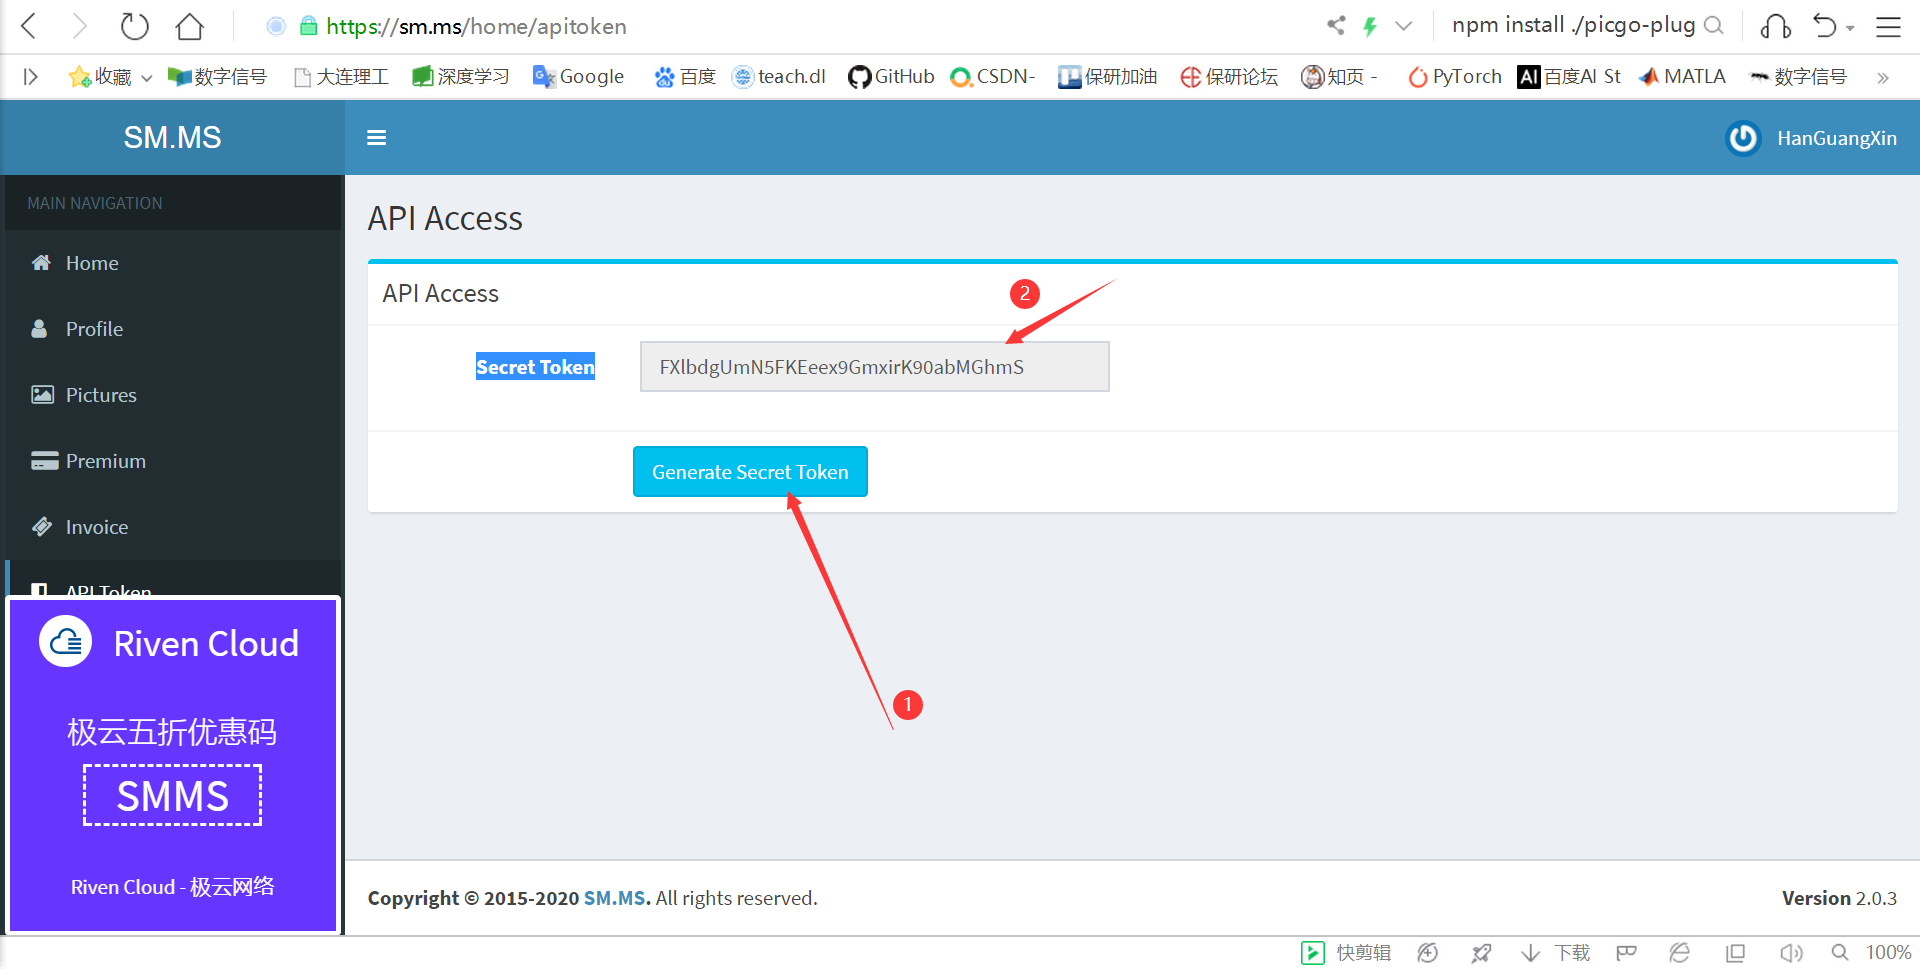 https://sm.ms/home/apitoken
npm install ./picgo-plug
收藏 数字信号 大连理工 深度学习 Google 百度 teach.dl GitHub CSDN- 保研加油 保研论坛 知页 - PyTorch 百度AI St MATLA 数字信号
SM.MS
HanGuangXin
MAIN NAVIGATION
Home
Profile
Pictures
Premium
Invoice
API Token
API Access
API Access
2
Secret Token
FXlbdgUmN5FKEeex9GmxirK90abMGhmS
Generate Secret Token
1
Riven Cloud
极云五折优惠码
SMMS
Riven Cloud - 极云网络
Copyright © 2015-2020 SM.MS. All rights reserved.
Version 2.0.3
快剪辑
下载
100%